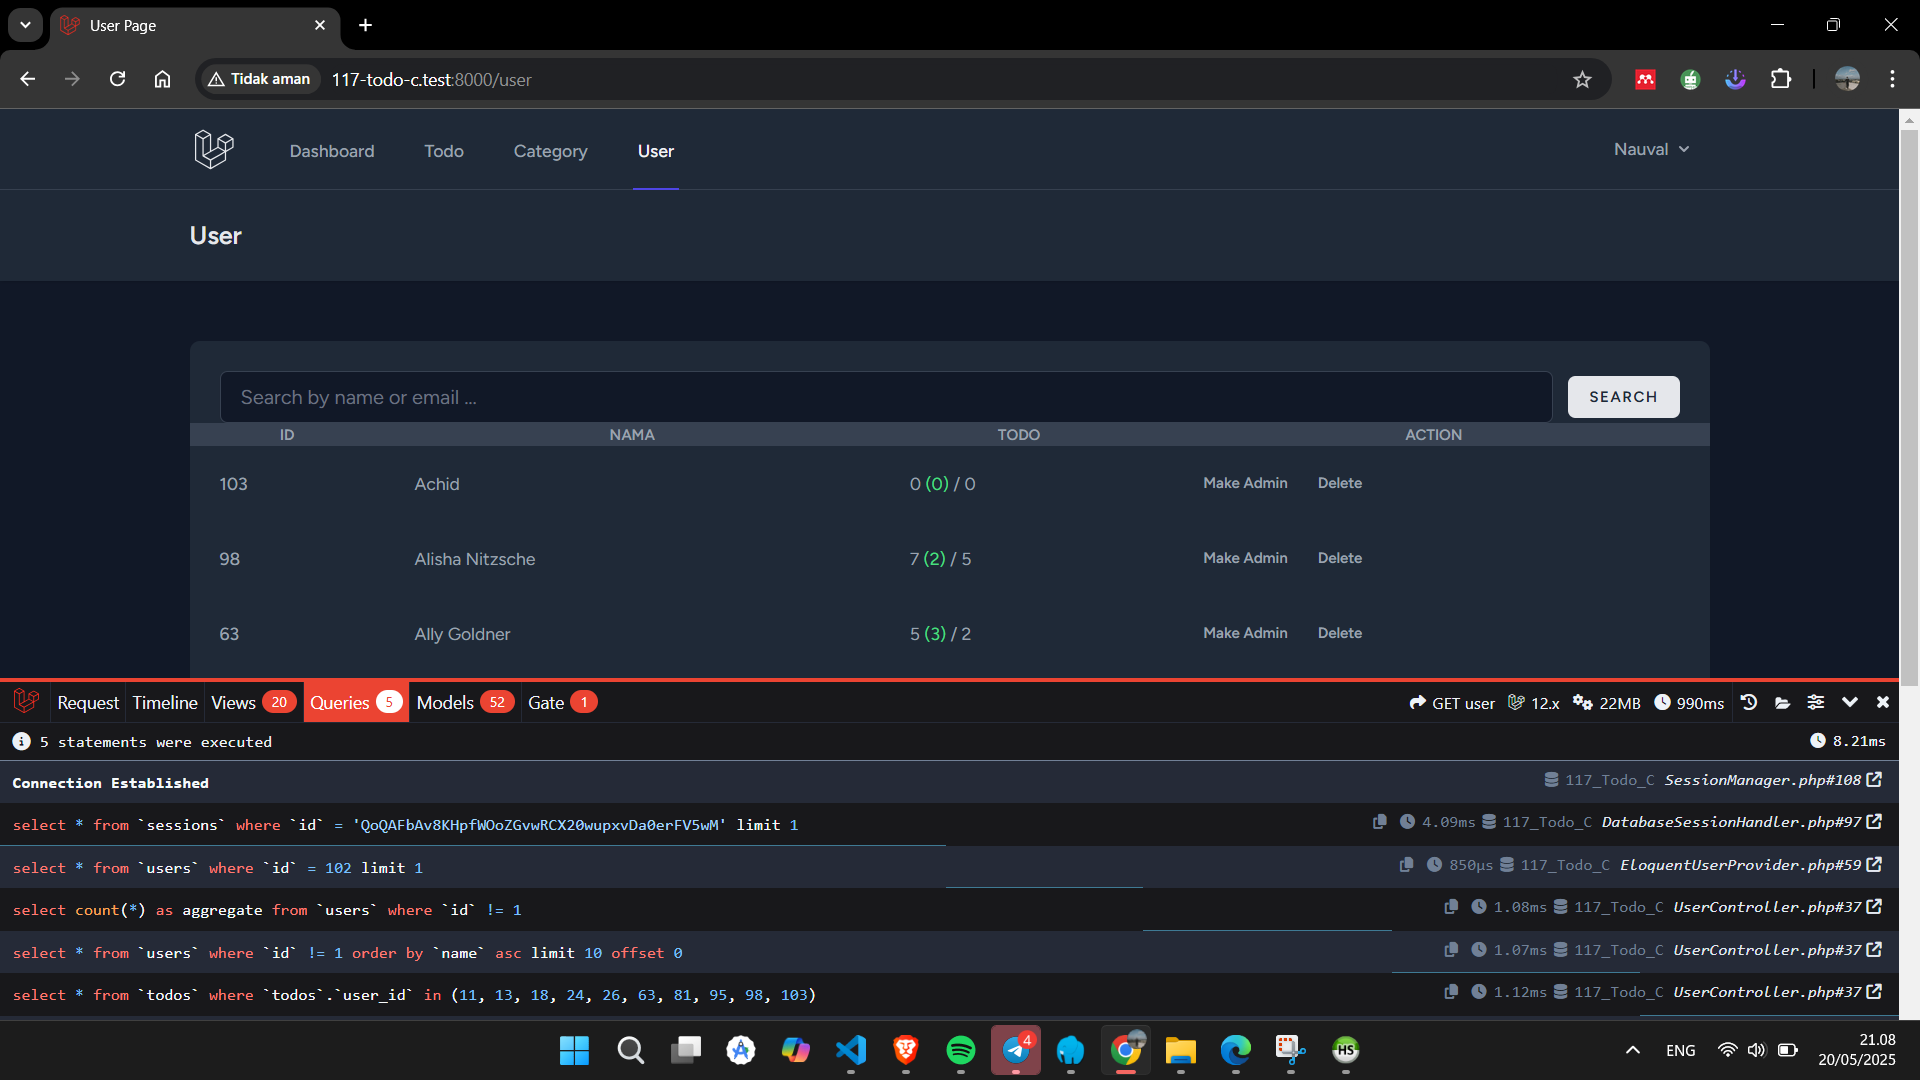 User Page
Tidak aman
117-todo-c.test:8000/user
Dashboard
Todo
Category
User
Nauval
User
Search by name or email ...
SEARCH
ID NAMA TODO ACTION
103 Achid 0 (0) / 0 Make Admin Delete
98 Alisha Nitzsche 7 (2) / 5 Make Admin Delete
63 Ally Goldner 5 (3) / 2 Make Admin Delete
Request Timeline Views 20 Queries 5 Models 52 Gate 1 GET user 12.x 22MB 990ms
5 statements were executed 8.21ms
Connection Established 117_Todo_C SessionManager.php#108
select * from `sessions` where `id` = 'QoQAFbAv8KHpfWOoZGvwRCX20wupxvDa0erFV5wM' limit 1 4.09ms 117_Todo_C DatabaseSessionHandler.php#97
select * from `users` where `id` = 102 limit 1 850μs 117_Todo_C EloquentUserProvider.php#59
select count(*) as aggregate from `users` where `id` != 1 1.08ms 117_Todo_C UserController.php#37
select * from `users` where `id` != 1 order by `name` asc limit 10 offset 0 1.07ms 117_Todo_C UserController.php#37
select * from `todos` where `todos`.`user_id` in (11, 13, 18, 24, 26, 63, 81, 95, 98, 103) 1.12ms 117_Todo_C UserController.php#37
4
HS
ENG
21.08
20/05/2025